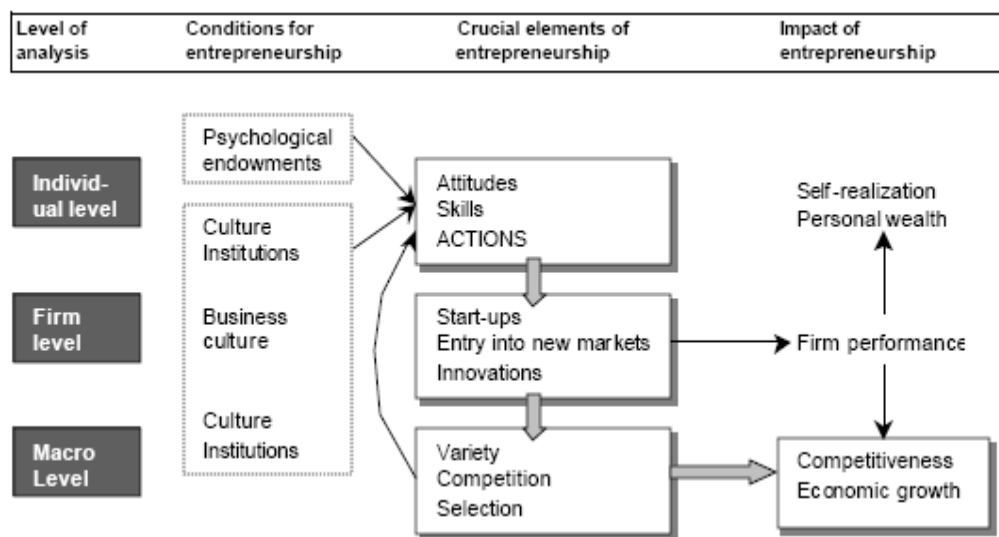 Level of analysis
Conditions for entrepreneurship
Crucial elements of entrepreneurship
Impact of entrepreneurship
Individ-
ual level
Psychological
endowments
Culture
Institutions
Attitudes
Skills
ACTIONS
Self-realization
Personal wealth
Firm
level
Business
culture
Start-ups
Entry into new markets
Innovations
Firm performance
Macro
Level
Culture
Institutions
Variety
Competition
Selection
Competitiveness
Economic growth